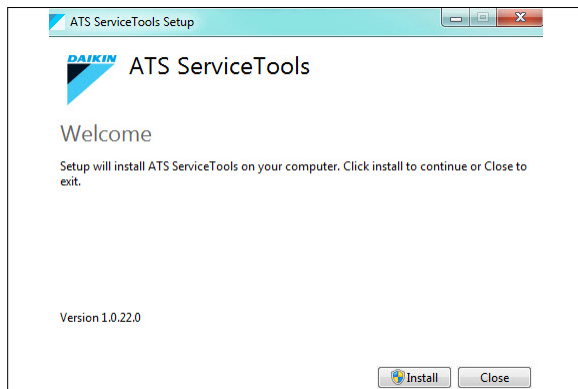 ATS ServiceTools Setup
DAIKIN
ATS ServiceTools
Welcome
Setup will install ATS ServiceTools on your computer. Click install to continue or Close to
exit.
Version 1.0.22.0
Install
Close